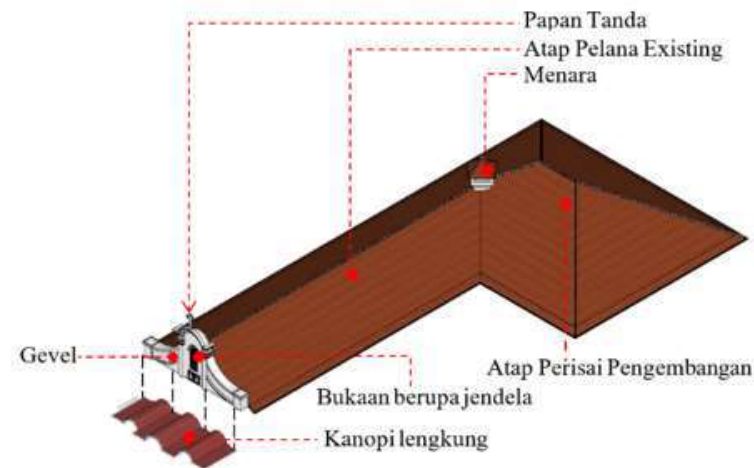 Papan Tanda
Atap Pelana Existing
Menara
Gevel
Atap Perisai Pengembangan
Bukaan berupa jendela
Kanopi lengkung